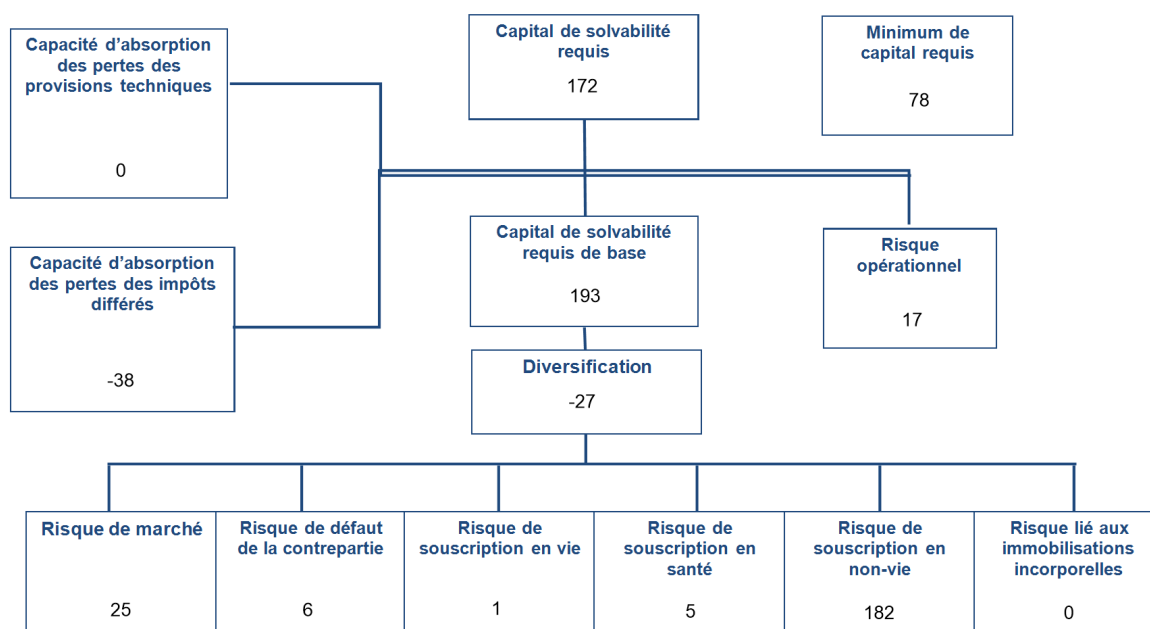 Capacité d'absorption
des pertes des
provisions techniques
0
Capital de solvabilité
requis
172
Minimum de
capital requis
78
Capacité d'absorption
des pertes des impôts
différés
-38
Capital de solvabilité
requis de base
193
Risque
opérationnel
17
Diversification
-27
Risque de marché
25
Risque de défaut
de la contrepartie
6
Risque de
souscription en vie
1
Risque de
souscription en
santé
5
Risque de
souscription en
non-vie
182
Risque lié aux
immobilisations
incorporelles
0